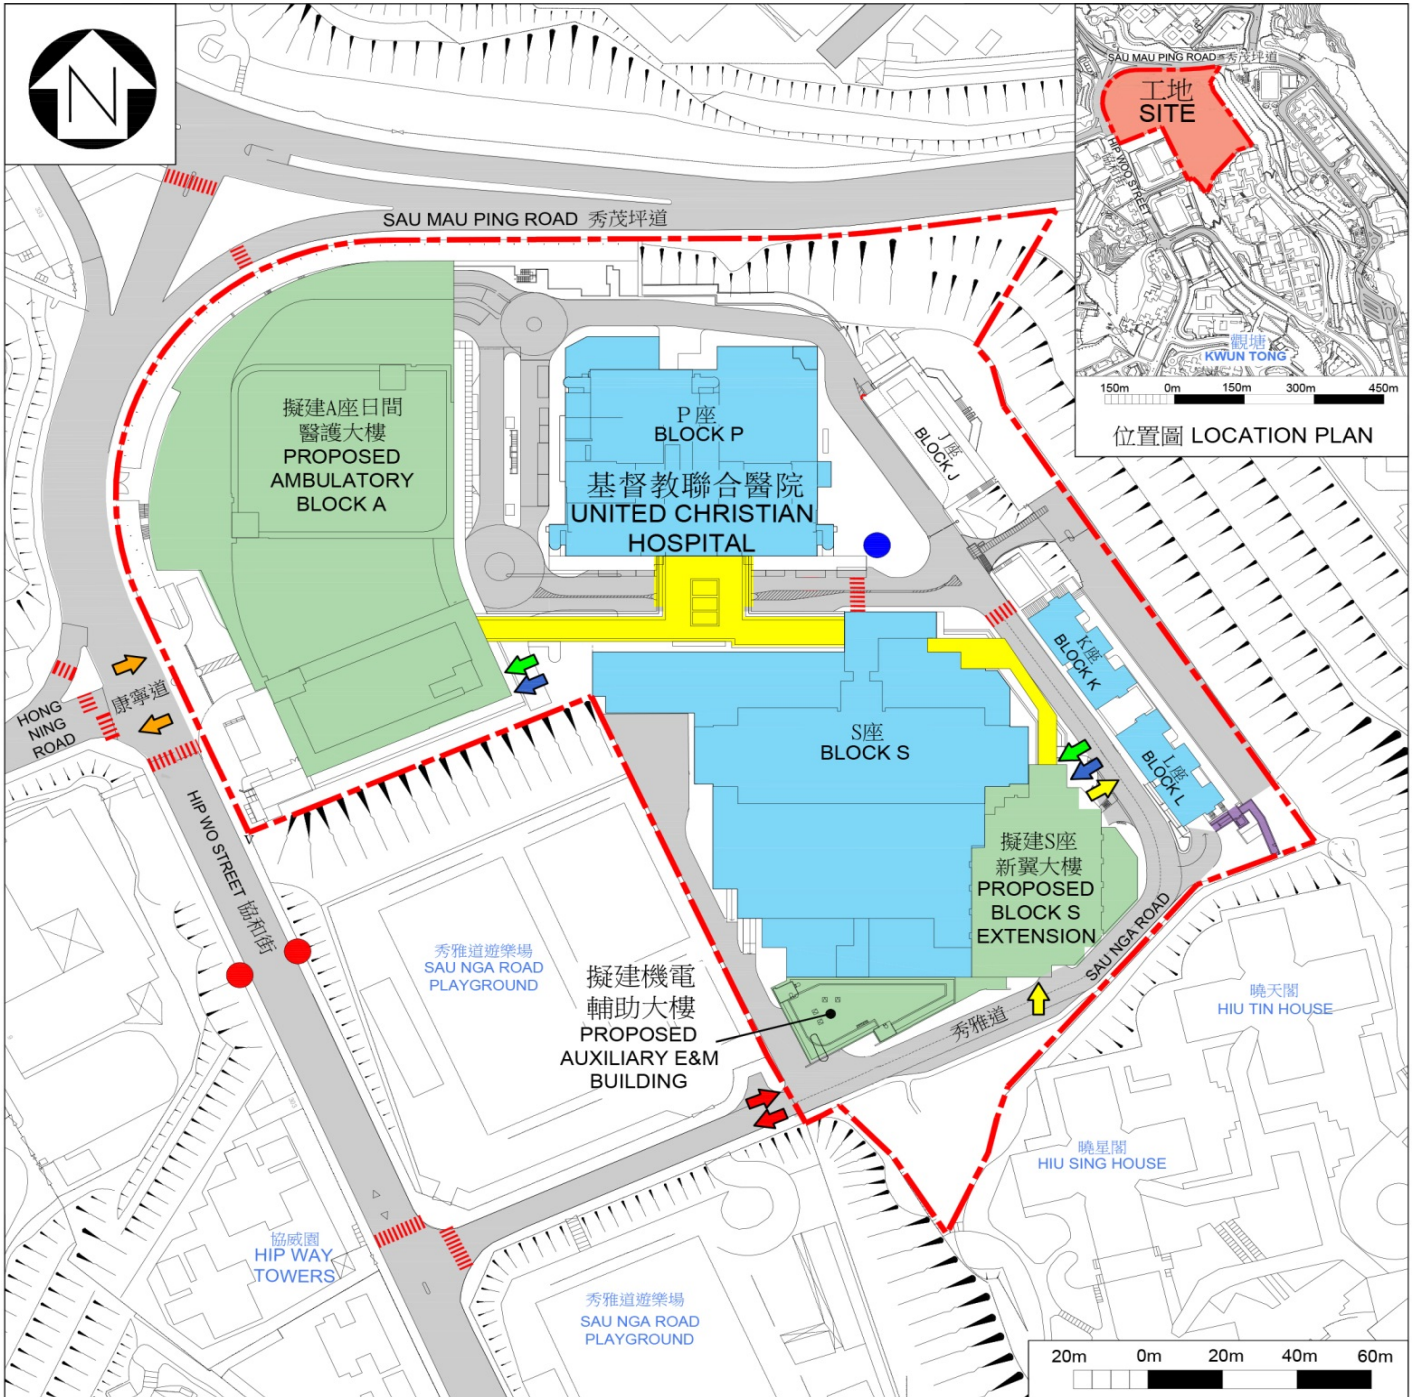 N
SAU MAU PING ROAD 秀茂坪道
工地
SITE
HIP WOO STREET
觀塘
KWUN TONG
150m 0m 150m 300m 450m
位置圖 LOCATION PLAN
SAU MAU PING ROAD 秀茂坪道
擬建A座日間
醫護大樓
PROPOSED
AMBULATORY
BLOCK A
P座
BLOCK P
基督教聯合醫院
UNITED CHRISTIAN
HOSPITAL
J座
BLOCK J
K座
BLOCK K
L座
BLOCK L
S座
BLOCK S
康寧道
HONG
NING
ROAD
HIP WO STREET 協和街
擬建S座
新翼大樓
PROPOSED
BLOCK S
EXTENSION
SAU NGA ROAD
秀雅道
秀雅道遊樂場
SAU NGA ROAD
PLAYGROUND
擬建機電
輔助大樓
PROPOSED
AUXILIARY E&M
BUILDING
曉天閣
HIU TIN HOUSE
曉星閣
HIU SING HOUSE
協威園
HIP WAY
TOWERS
秀雅道遊樂場
SAU NGA ROAD
PLAYGROUND
20m 0m 20m 40m 60m